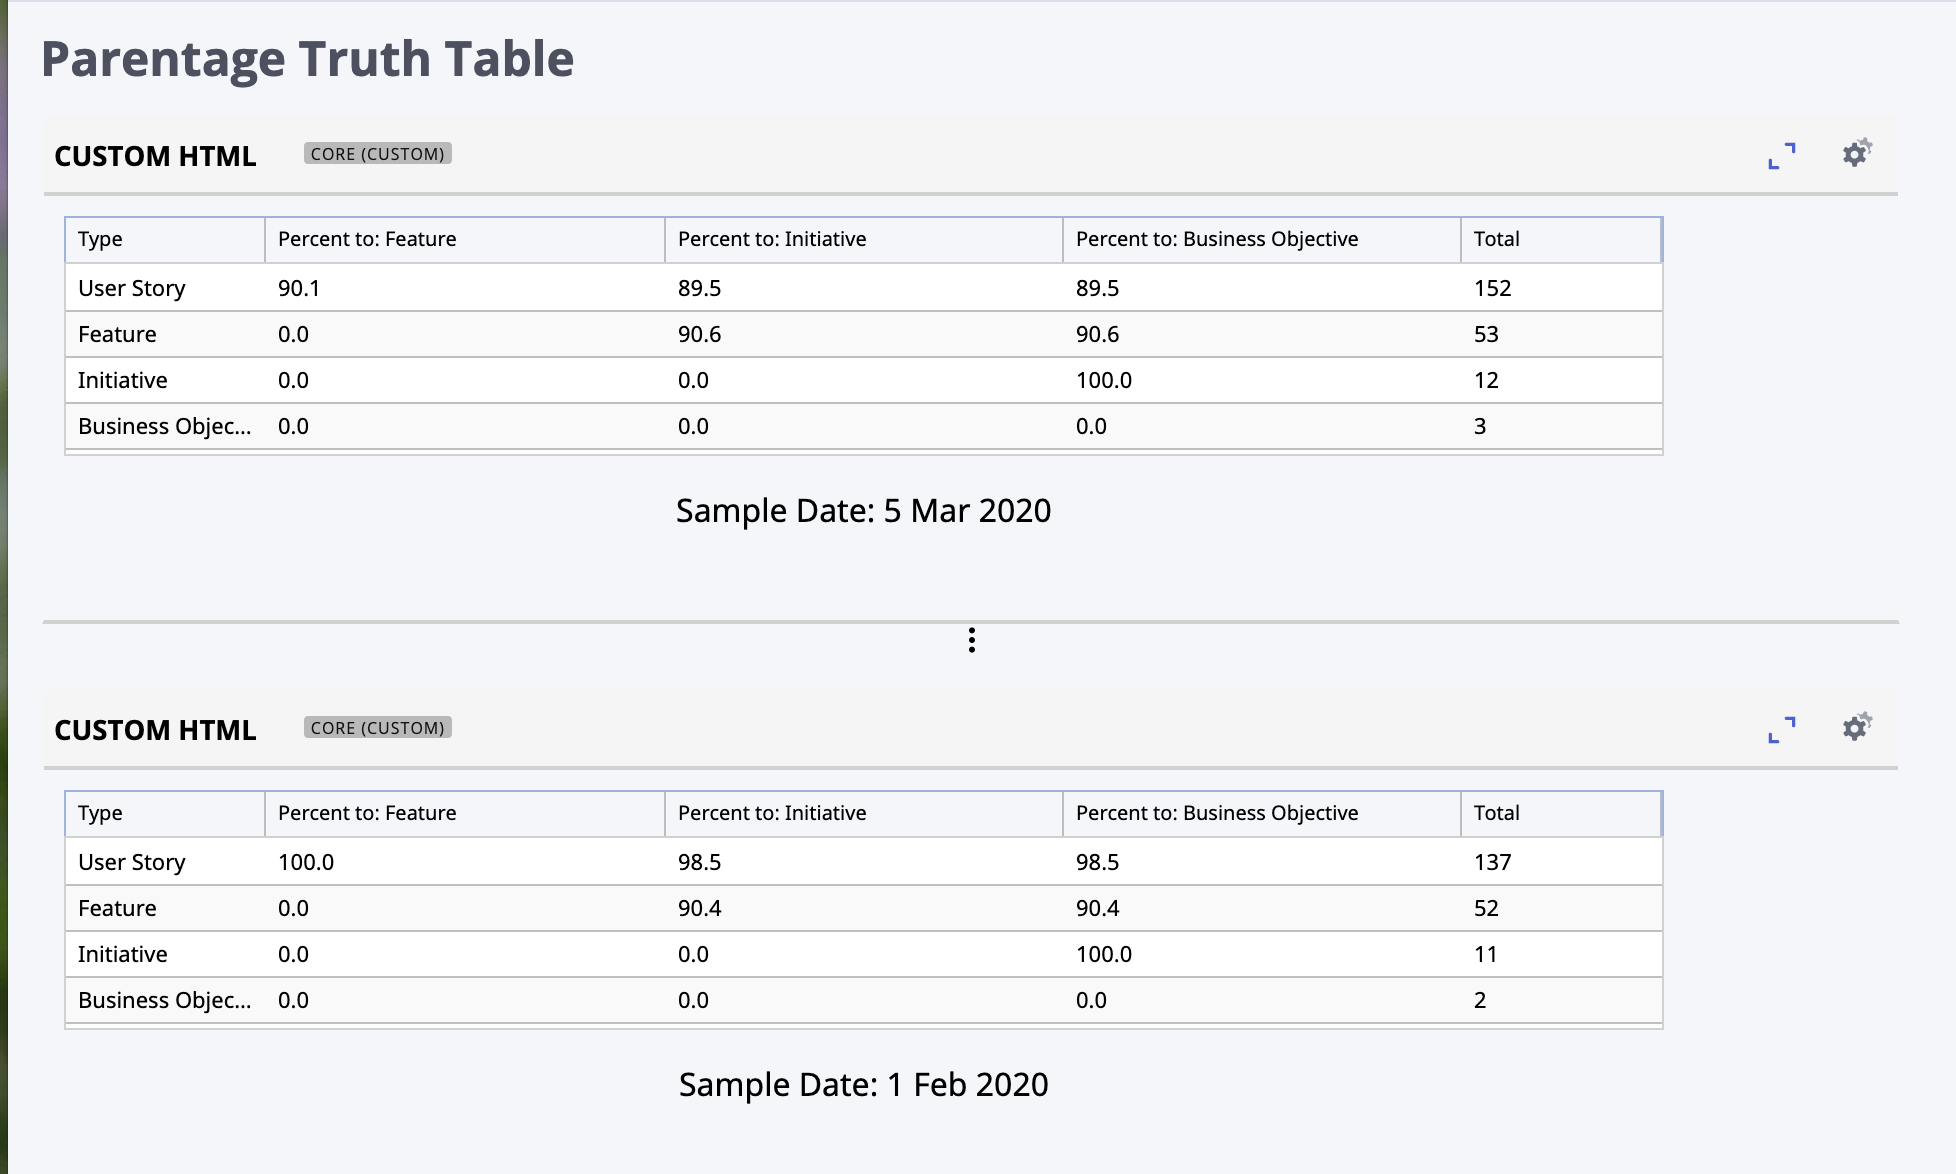 Parentage Truth Table
CUSTOM HTML CORE (CUSTOM)
Type Percent to: Feature Percent to: Initiative Percent to: Business Objective Total
User Story 90.1 89.5 89.5 152
Feature 0.0 90.6 90.6 53
Initiative 0.0 0.0 100.0 12
Business Objec... 0.0 0.0 0.0 3
Sample Date: 5 Mar 2020
CUSTOM HTML CORE (CUSTOM)
Type Percent to: Feature Percent to: Initiative Percent to: Business Objective Total
User Story 100.0 98.5 98.5 137
Feature 0.0 90.4 90.4 52
Initiative 0.0 0.0 100.0 11
Business Objec... 0.0 0.0 0.0 2
Sample Date: 1 Feb 2020